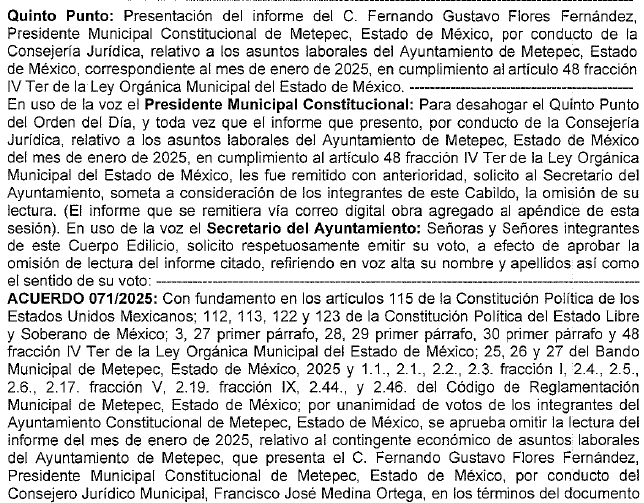 Quinto Punto: Presentación del informe del C. Fernando Gustavo Flores Fernández,
Presidente Municipal Constitucional de Metepec, Estado de México, por conducto de la
Consejería Jurídica, relativo a los asuntos laborales del Ayuntamiento de Metepec, Estado
de México, correspondiente al mes de enero de 2025, en cumplimiento al artículo 48 fracción
IV Ter de la Ley Orgánica Municipal del Estado de México. --------------------------------------------
En uso de la voz el Presidente Municipal Constitucional: Para desahogar el Quinto Punto
del Orden del Día, y toda vez que el informe que presento, por conducto de la Consejería
Jurídica, relativo a los asuntos laborales del Ayuntamiento de Metepec, Estado de México
del mes de enero de 2025, en cumplimiento al artículo 48 fracción IV Ter de la Ley Orgánica
Municipal del Estado de México, les fue remitido con anterioridad, solicito al Secretario del
Ayuntamiento, someta a consideración de los integrantes de este Cabildo, la omisión de su
lectura. (El informe que se remitiera vía correo digital obra agregado al apéndice de esta
sesión). En uso de la voz el Secretario del Ayuntamiento: Señoras y Señores integrantes
de este Cuerpo Edilicio, solicito respetuosamente emitir su voto, a efecto de aprobar la
omisión de lectura del informe citado, refiriendo en voz alta su nombre y apellidos así como
el sentido de su voto: ------------------------------------------------------------------------------------------------
ACUERDO 071/2025: Con fundamento en los artículos 115 de la Constitución Política de los
Estados Unidos Mexicanos; 112, 113, 122 y 123 de la Constitución Política del Estado Libre
y Soberano de México; 3, 27 primer párrafo, 28, 29 primer párrafo, 30 primer párrafo y 48
fracción IV Ter de la Ley Orgánica Municipal del Estado de México; 25, 26 y 27 del Bando
Municipal de Metepec, Estado de México, 2025 y 1.1., 2.1., 2.2., 2.3. fracción I, 2.4., 2.5.,
2.6., 2.17. fracción V, 2.19. fracción IX, 2.44., y 2.46. del Código de Reglamentación
Municipal de Metepec, Estado de México; por unanimidad de votos de los integrantes del
Ayuntamiento Constitucional de Metepec, Estado de México, se aprueba omitir la lectura del
informe del mes de enero de 2025, relativo al contingente económico de asuntos laborales
del Ayuntamiento de Metepec, que presenta el C. Fernando Gustavo Flores Fernández,
Presidente Municipal Constitucional de Metepec, Estado de México, por conducto del
Consejero Jurídico Municipal, Francisco José Medina Ortega, en los términos del document